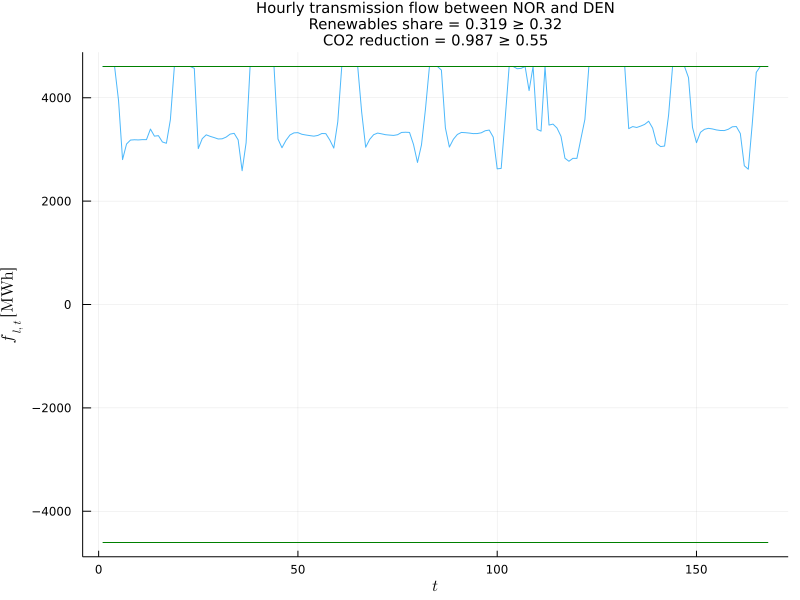 Hourly transmission flow between NOR and DEN
Renewables share = 0.319 ≥ 0.32
CO2 reduction = 0.987 ≥ 0.55
4000
2000
0
−2000
−4000
f l,t [MWh]
0
50
100
150
t